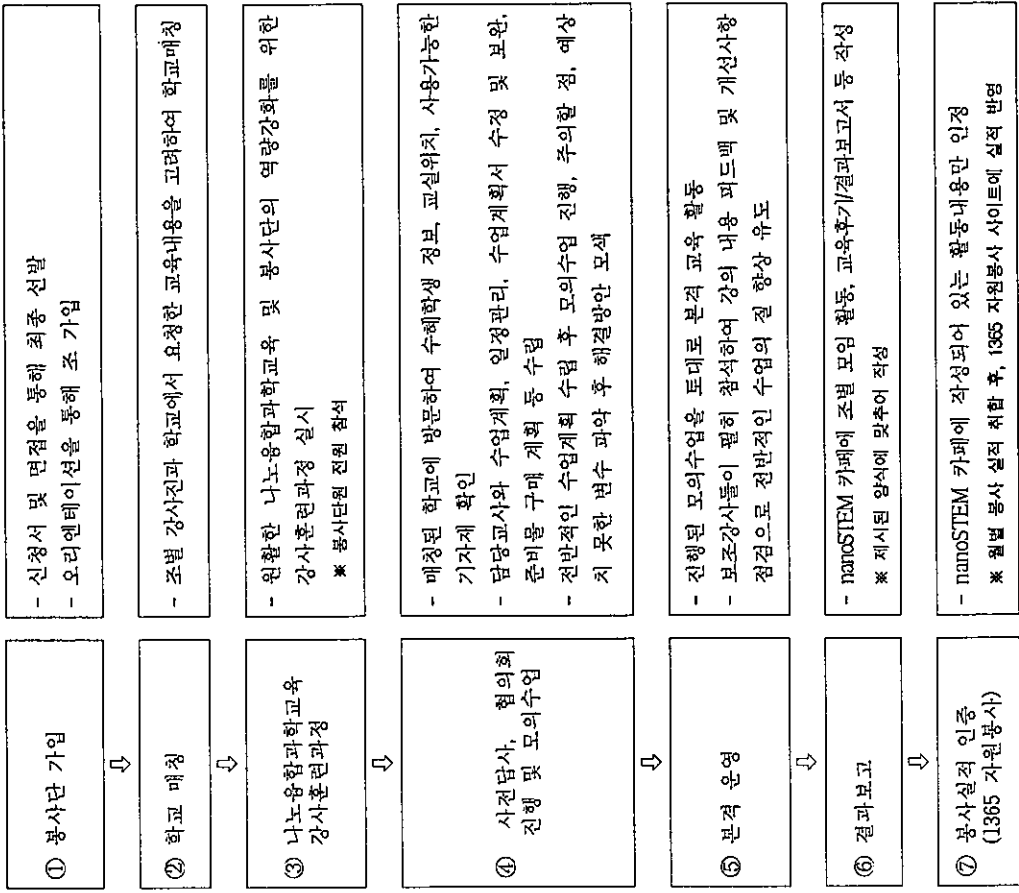 ① 봉사단 가입
- 신청서 및 면접을 통해 최종 선발
- 오리엔테이션을 통해 조 가입
⇩
② 학교 매칭
- 조별 강사진과 학교에서 요청한 교육내용을 고려하여 학교매칭
⇩
③ 나노융합과학교육
강사훈련과정
- 원활한 나노융합과학교육 및 봉사단의 역량강화를 위한
강사훈련과정 실시
※ 봉사단원 전원 참석
⇩
④ 사전답사, 협의회
진행 및 모의수업
- 매칭된 학교에 방문하여 수혜학생 정보, 교실위치, 사용가능한
기자재 확인
- 담당교사와 수업계획, 일정관리, 수업계획서 수정 및 보완,
준비물 구매 계획 등 수립
- 전반적인 수업계획 수립 후 모의수업 진행, 주의할 점, 예상
치 못한 변수 파악 후 해결방안 모색
⇩
⑤ 본격 운영
- 진행된 모의수업을 토대로 본격 교육 활동
- 보조강사들이 필히 참석하여 강의 내용 피드백 및 개선사항
점검으로 전반적인 수업의 질 향상 유도
⇩
⑥ 결과보고
- nanoSTEM 카페에 조별 모임 활동, 교육후기/결과보고서 등 작성
※ 제시된 양식에 맞추어 작성
⇩
⑦ 봉사실적 인증
(1365 자원봉사)
- nanoSTEM 카페에 작성되어 있는 활동내용만 인정
※ 월별 봉사 실적 취합 후, 1365 자원봉사 사이트에 실적 반영